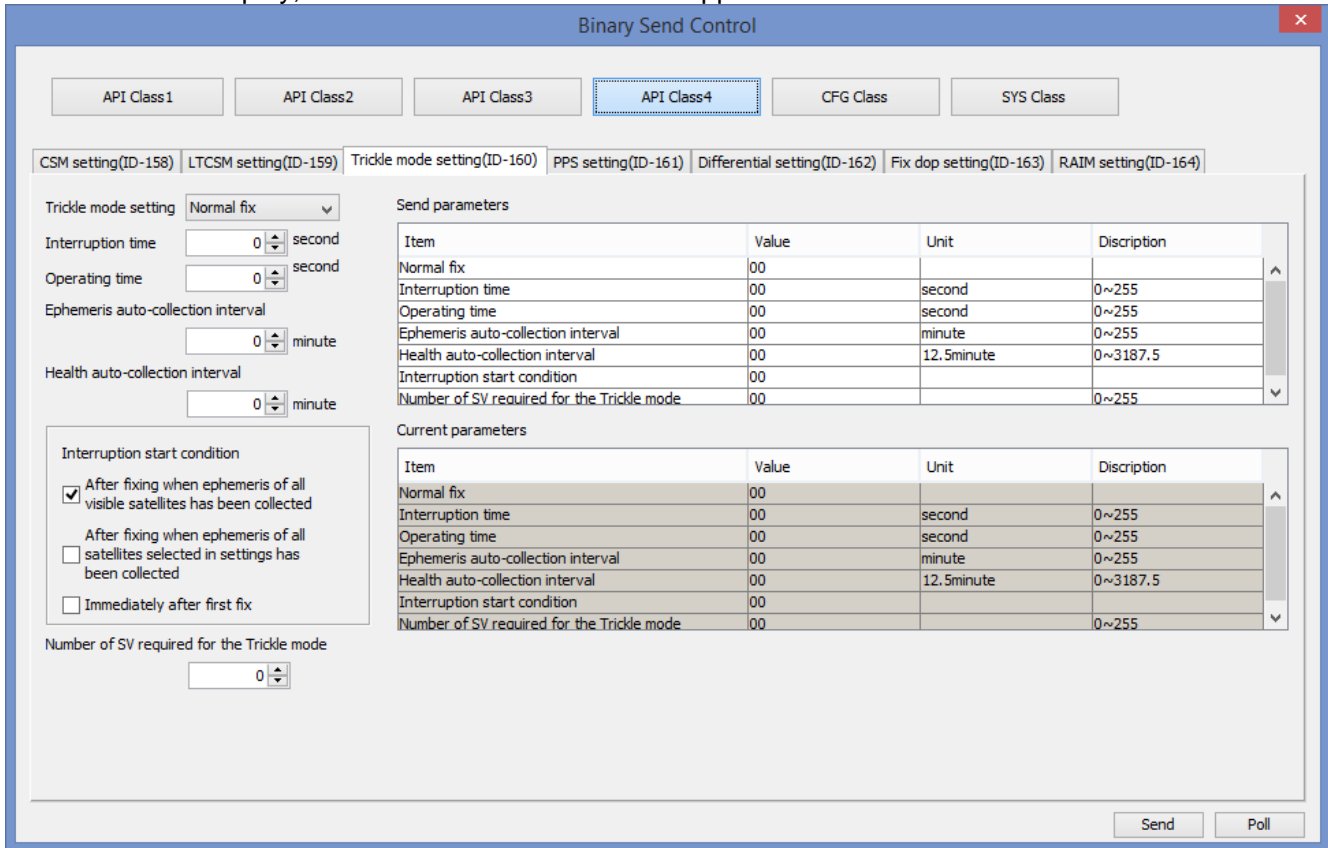 Binary Send Control
API Class1 API Class2 API Class3 API Class4 CFG Class SYS Class
CSM setting(ID-158) LTCSM setting(ID-159) Trickle mode setting(ID-160) PPS setting(ID-161) Differential setting(ID-162) Fix dop setting(ID-163) RAIM setting(ID-164)
Trickle mode setting Normal fix
Interruption time 0 second
Operating time 0 second
Ephemeris auto-collection interval
0 minute
Health auto-collection interval
0 minute
Interruption start condition
After fixing when ephemeris of all
visible satellites has been collected
After fixing when ephemeris of all
satellites selected in settings has
been collected
Immediately after first fix
Number of SV required for the Trickle mode
0
Send parameters
Item Value Unit Discription
Normal fix 00
Interruption time 00 second 0~255
Operating time 00 second 0~255
Ephemeris auto-collection interval 00 minute 0~255
Health auto-collection interval 00 12.5minute 0~3187.5
Interruption start condition 00
Number of SV required for the Trickle mode 00 0~255
Current parameters
Item Value Unit Discription
Normal fix 00
Interruption time 00 second 0~255
Operating time 00 second 0~255
Ephemeris auto-collection interval 00 minute 0~255
Health auto-collection interval 00 12.5minute 0~3187.5
Interruption start condition 00
Number of SV required for the Trickle mode 00 0~255
Send Poll